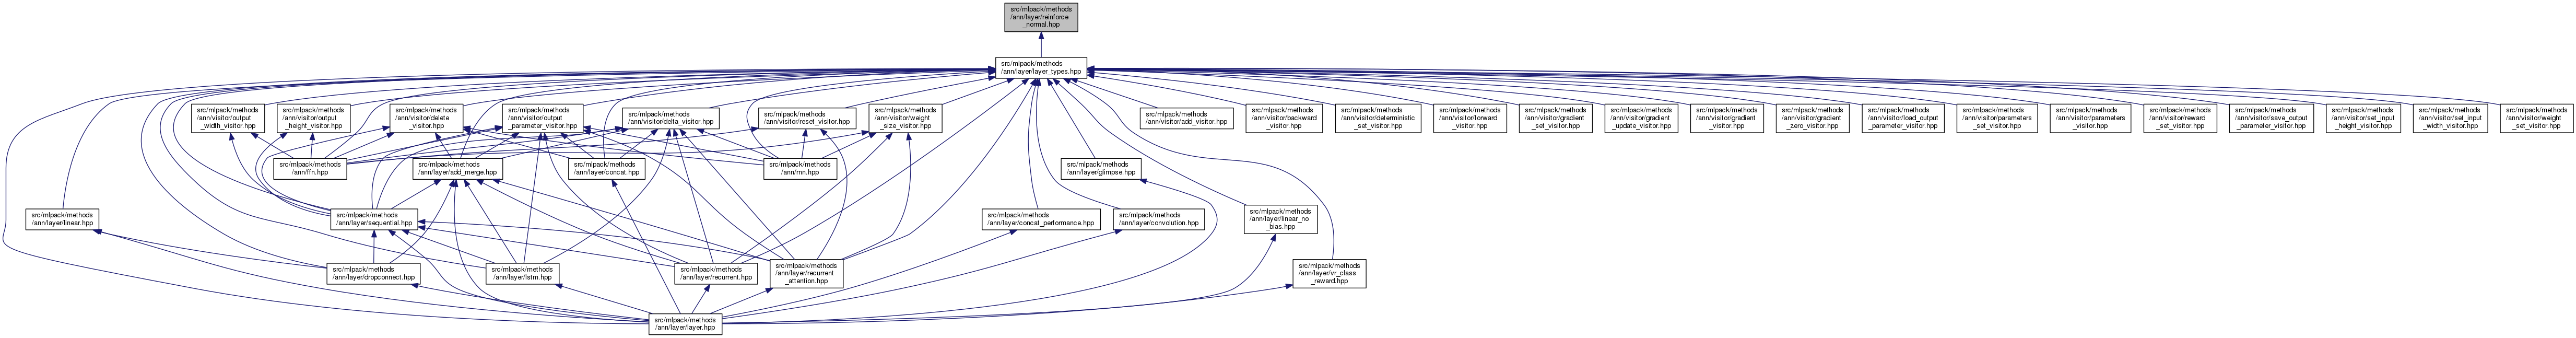 src/mlpack/methods
/ann/layer/reinforce
_normal.hpp
src/mlpack/methods
/ann/layer/layer_types.hpp
src/mlpack/methods
/ann/visitor/output
_width_visitor.hpp
src/mlpack/methods
/ann/visitor/output
_height_visitor.hpp
src/mlpack/methods
/ann/visitor/delete
_visitor.hpp
src/mlpack/methods
/ann/visitor/output
_parameter_visitor.hpp
src/mlpack/methods
/ann/visitor/delta_visitor.hpp
src/mlpack/methods
/ann/visitor/reset_visitor.hpp
src/mlpack/methods
/ann/visitor/weight
_size_visitor.hpp
src/mlpack/methods
/ann/visitor/add_visitor.hpp
src/mlpack/methods
/ann/visitor/backward
_visitor.hpp
src/mlpack/methods
/ann/visitor/deterministic
_set_visitor.hpp
src/mlpack/methods
/ann/visitor/forward
_visitor.hpp
src/mlpack/methods
/ann/visitor/gradient
_set_visitor.hpp
src/mlpack/methods
/ann/visitor/gradient
_update_visitor.hpp
src/mlpack/methods
/ann/visitor/gradient
_visitor.hpp
src/mlpack/methods
/ann/visitor/gradient
_zero_visitor.hpp
src/mlpack/methods
/ann/visitor/load_output
_parameter_visitor.hpp
src/mlpack/methods
/ann/visitor/parameters
_set_visitor.hpp
src/mlpack/methods
/ann/visitor/parameters
_visitor.hpp
src/mlpack/methods
/ann/visitor/reward
_set_visitor.hpp
src/mlpack/methods
/ann/visitor/save_output
_parameter_visitor.hpp
src/mlpack/methods
/ann/visitor/set_input
_height_visitor.hpp
src/mlpack/methods
/ann/visitor/set_input
_width_visitor.hpp
src/mlpack/methods
/ann/visitor/weight
_set_visitor.hpp
src/mlpack/methods
/ann/ffn.hpp
src/mlpack/methods
/ann/layer/add_merge.hpp
src/mlpack/methods
/ann/layer/concat.hpp
src/mlpack/methods
/ann/rnn.hpp
src/mlpack/methods
/ann/layer/glimpse.hpp
src/mlpack/methods
/ann/layer/linear.hpp
src/mlpack/methods
/ann/layer/sequential.hpp
src/mlpack/methods
/ann/layer/concat_performance.hpp
src/mlpack/methods
/ann/layer/convolution.hpp
src/mlpack/methods
/ann/layer/linear_no
_bias.hpp
src/mlpack/methods
/ann/layer/dropconnect.hpp
src/mlpack/methods
/ann/layer/lstm.hpp
src/mlpack/methods
/ann/layer/recurrent.hpp
src/mlpack/methods
/ann/layer/recurrent
_attention.hpp
src/mlpack/methods
/ann/layer/vr_class
_reward.hpp
src/mlpack/methods
/ann/layer/layer.hpp